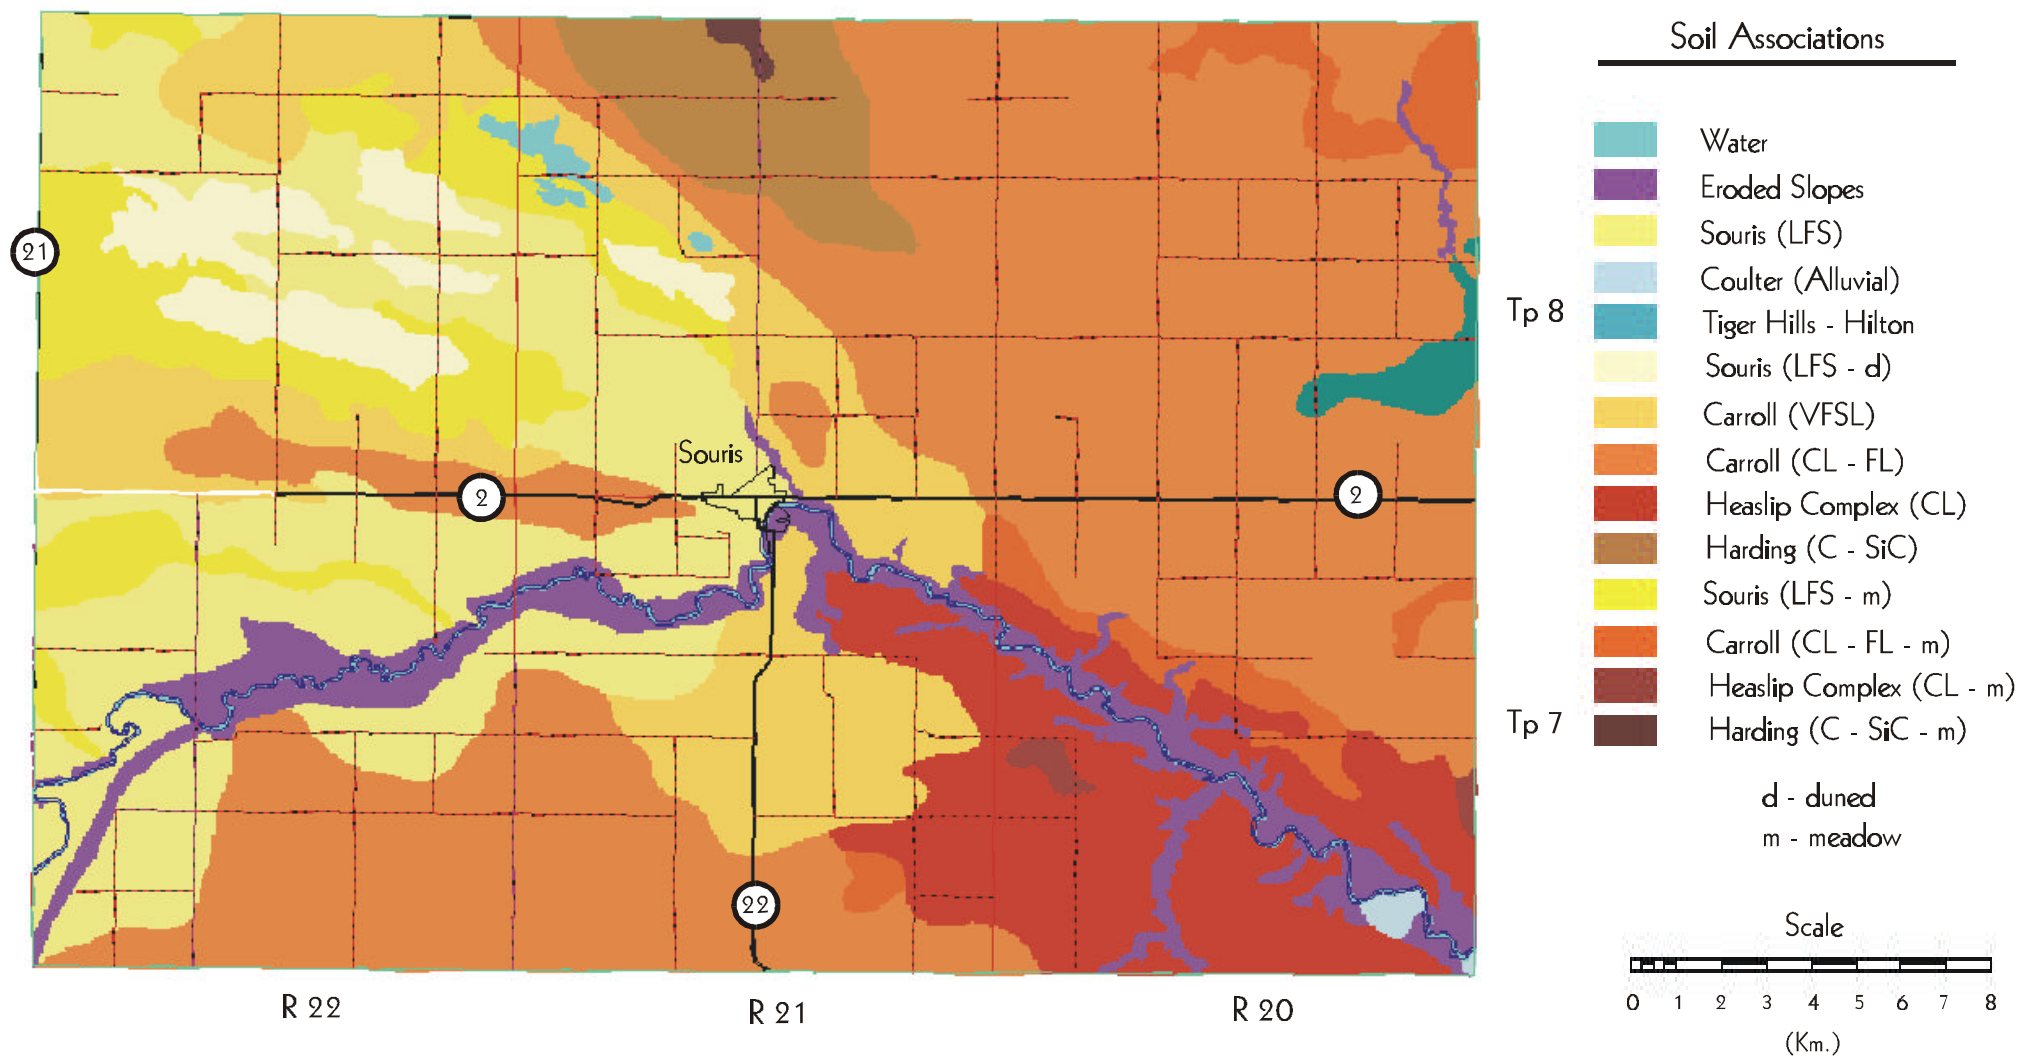 Soil Associations
Water
Eroded Slopes
Souris (LFS)
Coulter (Alluvial)
Tiger Hills - Hilton
Souris (LFS - d)
Carroll (VFSL)
Carroll (CL - FL)
Heaslip Complex (CL)
Harding (C - SiC)
Souris (LFS - m)
Carroll (CL - FL - m)
Heaslip Complex (CL - m)
Harding (C - SiC - m)
d - duned
m - meadow
Scale
0 1 2 3 4 5 6 7 8
(Km.)
21
Tp 8
Souris
2
2
Tp 7
22
R 22
R 21
R 20